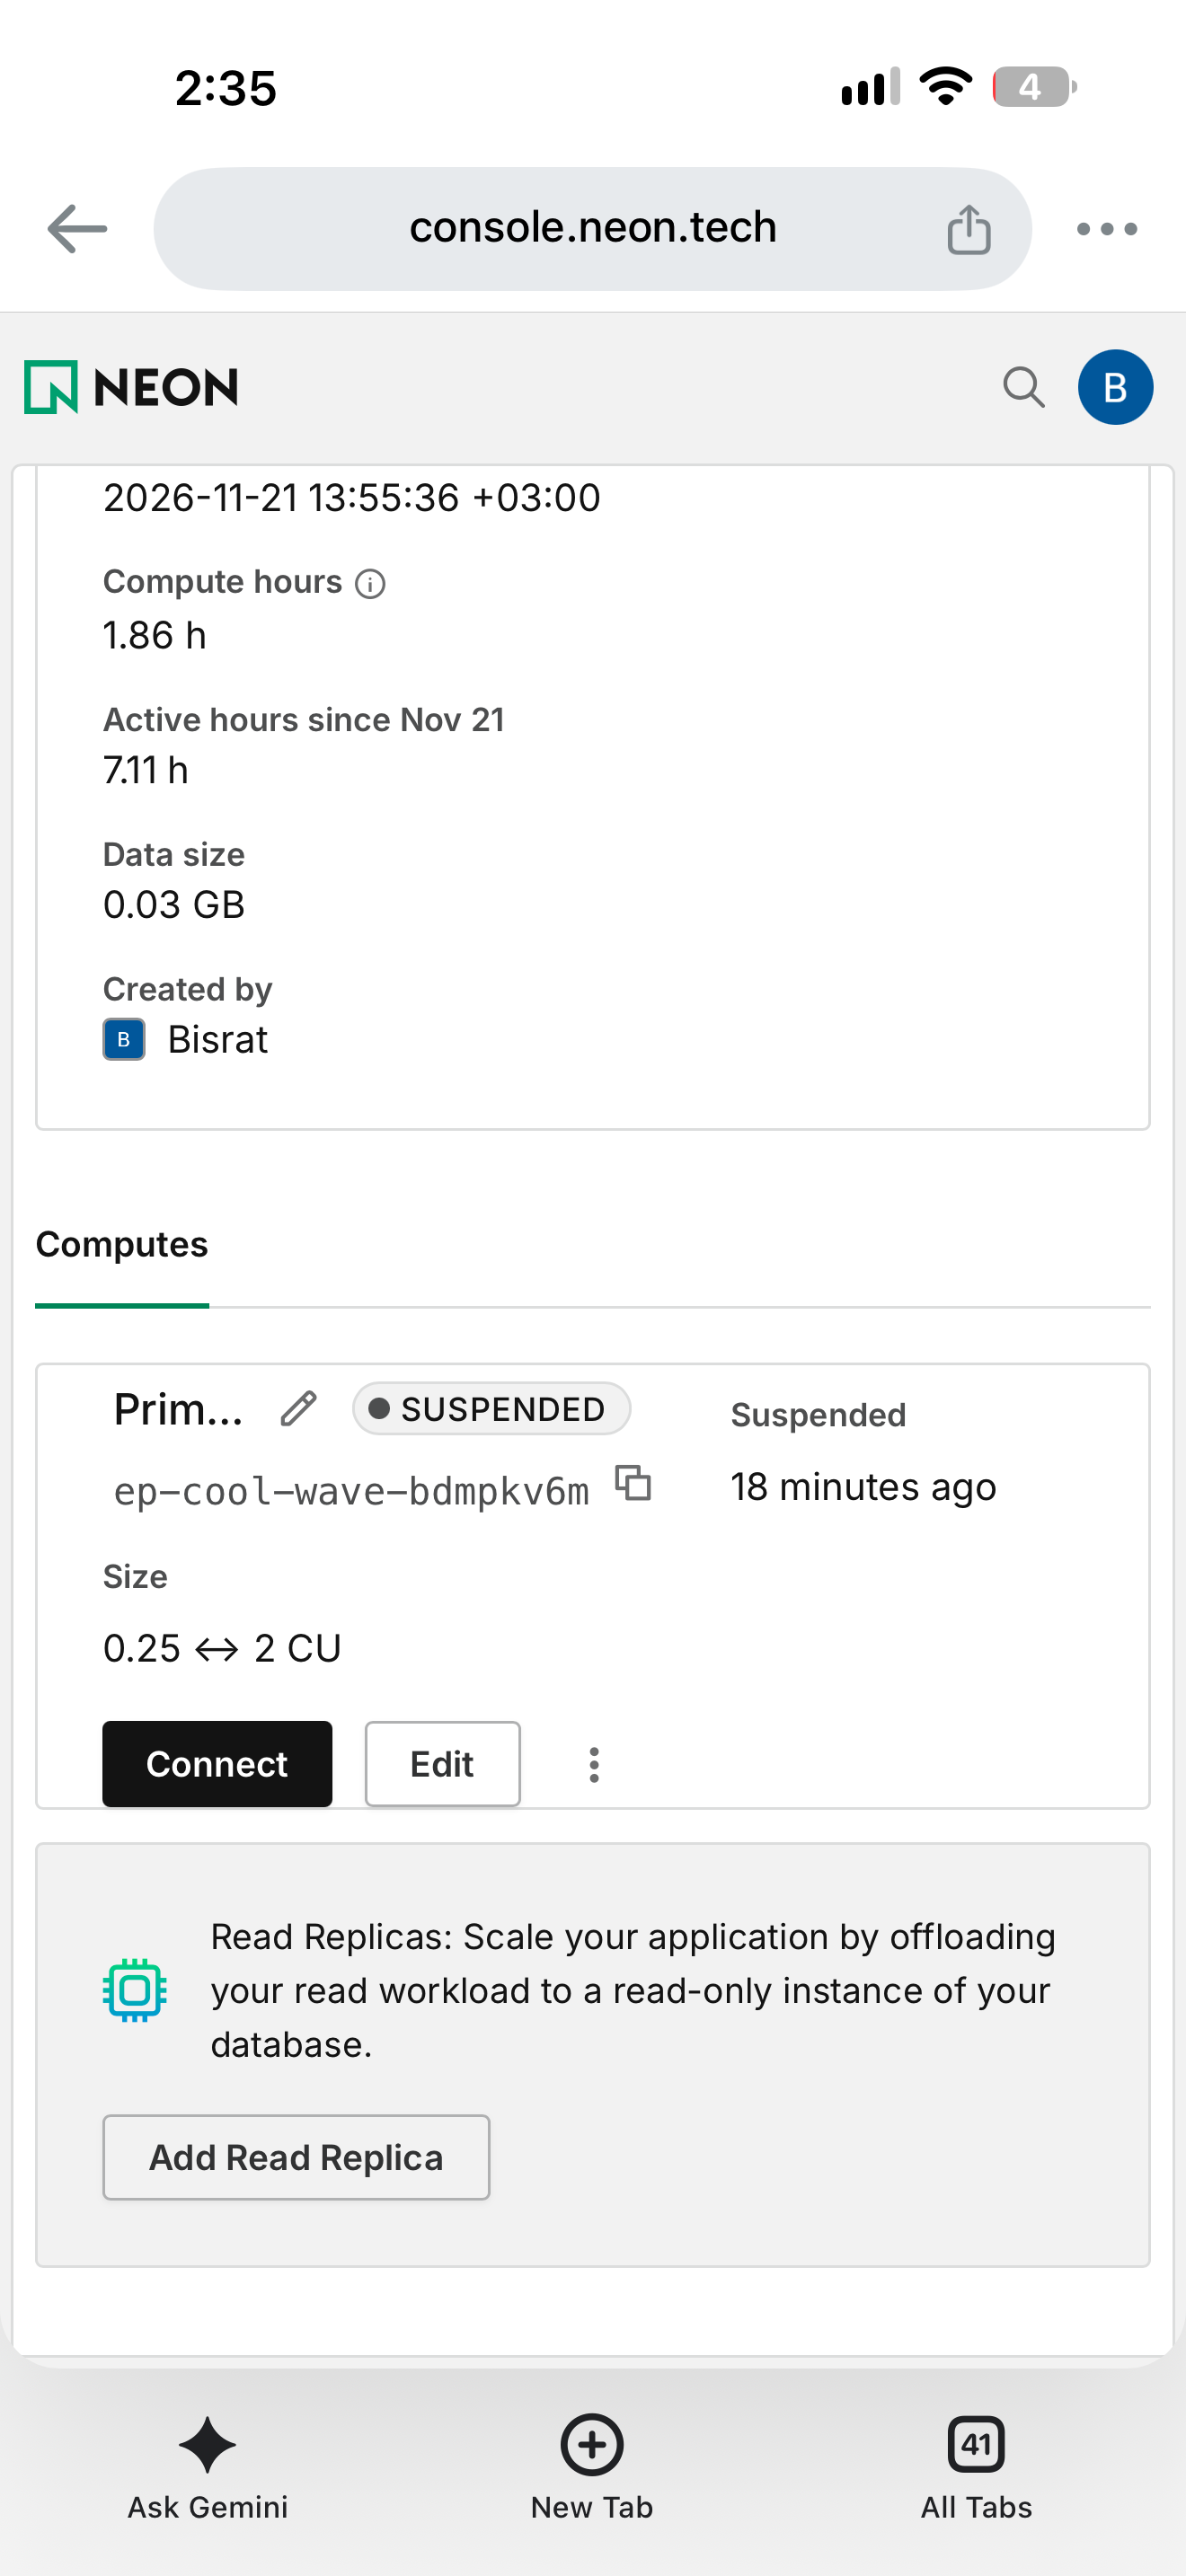 2:35
4
console.neon.tech
NEON
B
2026-11-21 13:55:36 +03:00
Compute hours
1.86 h
Active hours since Nov 21
7.11 h
Data size
0.03 GB
Created by
B Bisrat
Computes
Prim... SUSPENDED
Suspended
ep-cool-wave-bdmpkv6m
18 minutes ago
Size
0.25 ↔ 2 CU
Connect
Edit
Read Replicas: Scale your application by offloading
your read workload to a read-only instance of your
database.
Add Read Replica
41
Ask Gemini
New Tab
All Tabs